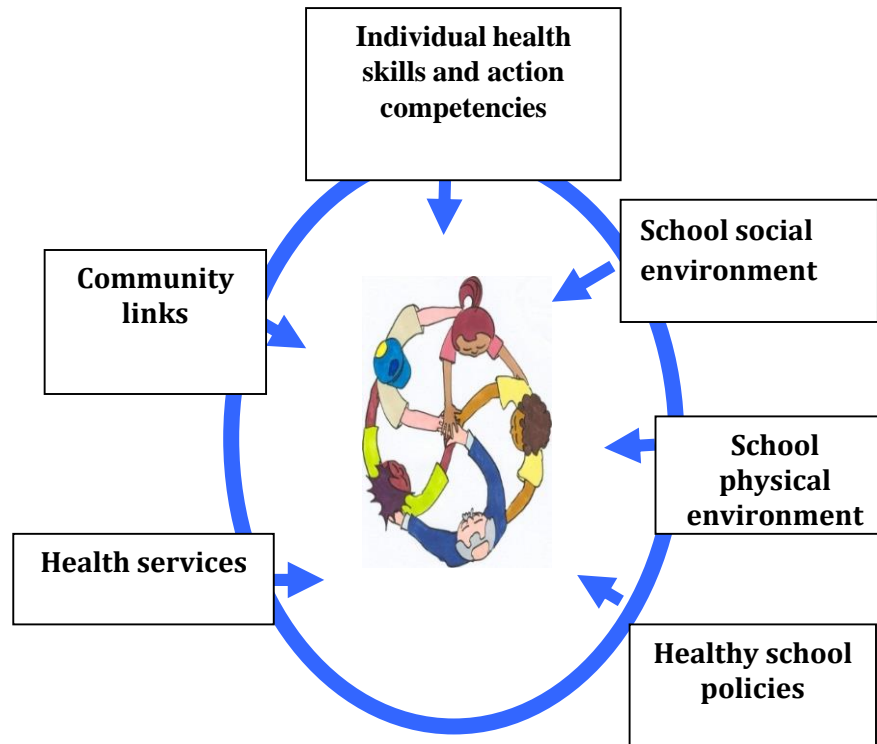 Individual health
skills and action
competencies
School social
environment
Community
links
School
physical
environment
Health services
Healthy school
policies